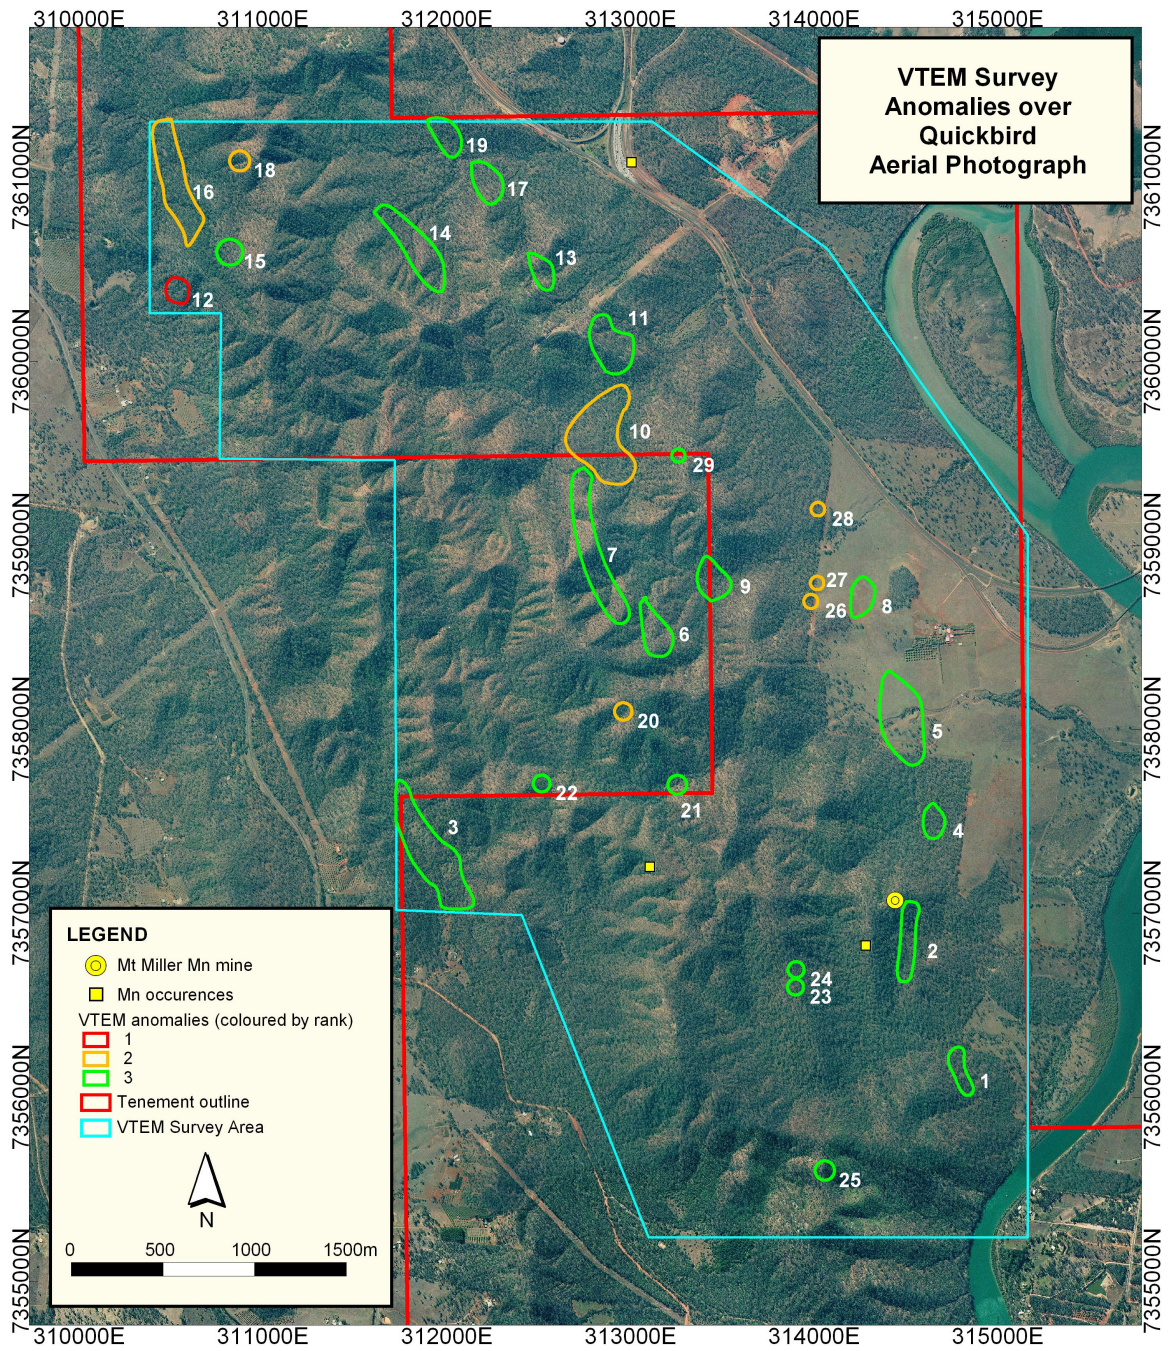 310000E 311000E 312000E 313000E 314000E 315000E
VTEM Survey
Anomalies over
Quickbird
Aerial Photograph
7361000N
7360000N
7359000N
7358000N
7357000N
7356000N
7355000N
7361000N
7360000N
7359000N
7358000N
7357000N
7356000N
7355000N
19
18
17
16
14
15
13
12
11
10
29
28
7
9
27
26
8
6
20
5
22
21
3
4
2
24
23
1
25
LEGEND
Mt Miller Mn mine
Mn occurences
VTEM anomalies (coloured by rank)
1
2
3
Tenement outline
VTEM Survey Area
N
0 500 1000 1500m
310000E 311000E 312000E 313000E 314000E 315000E